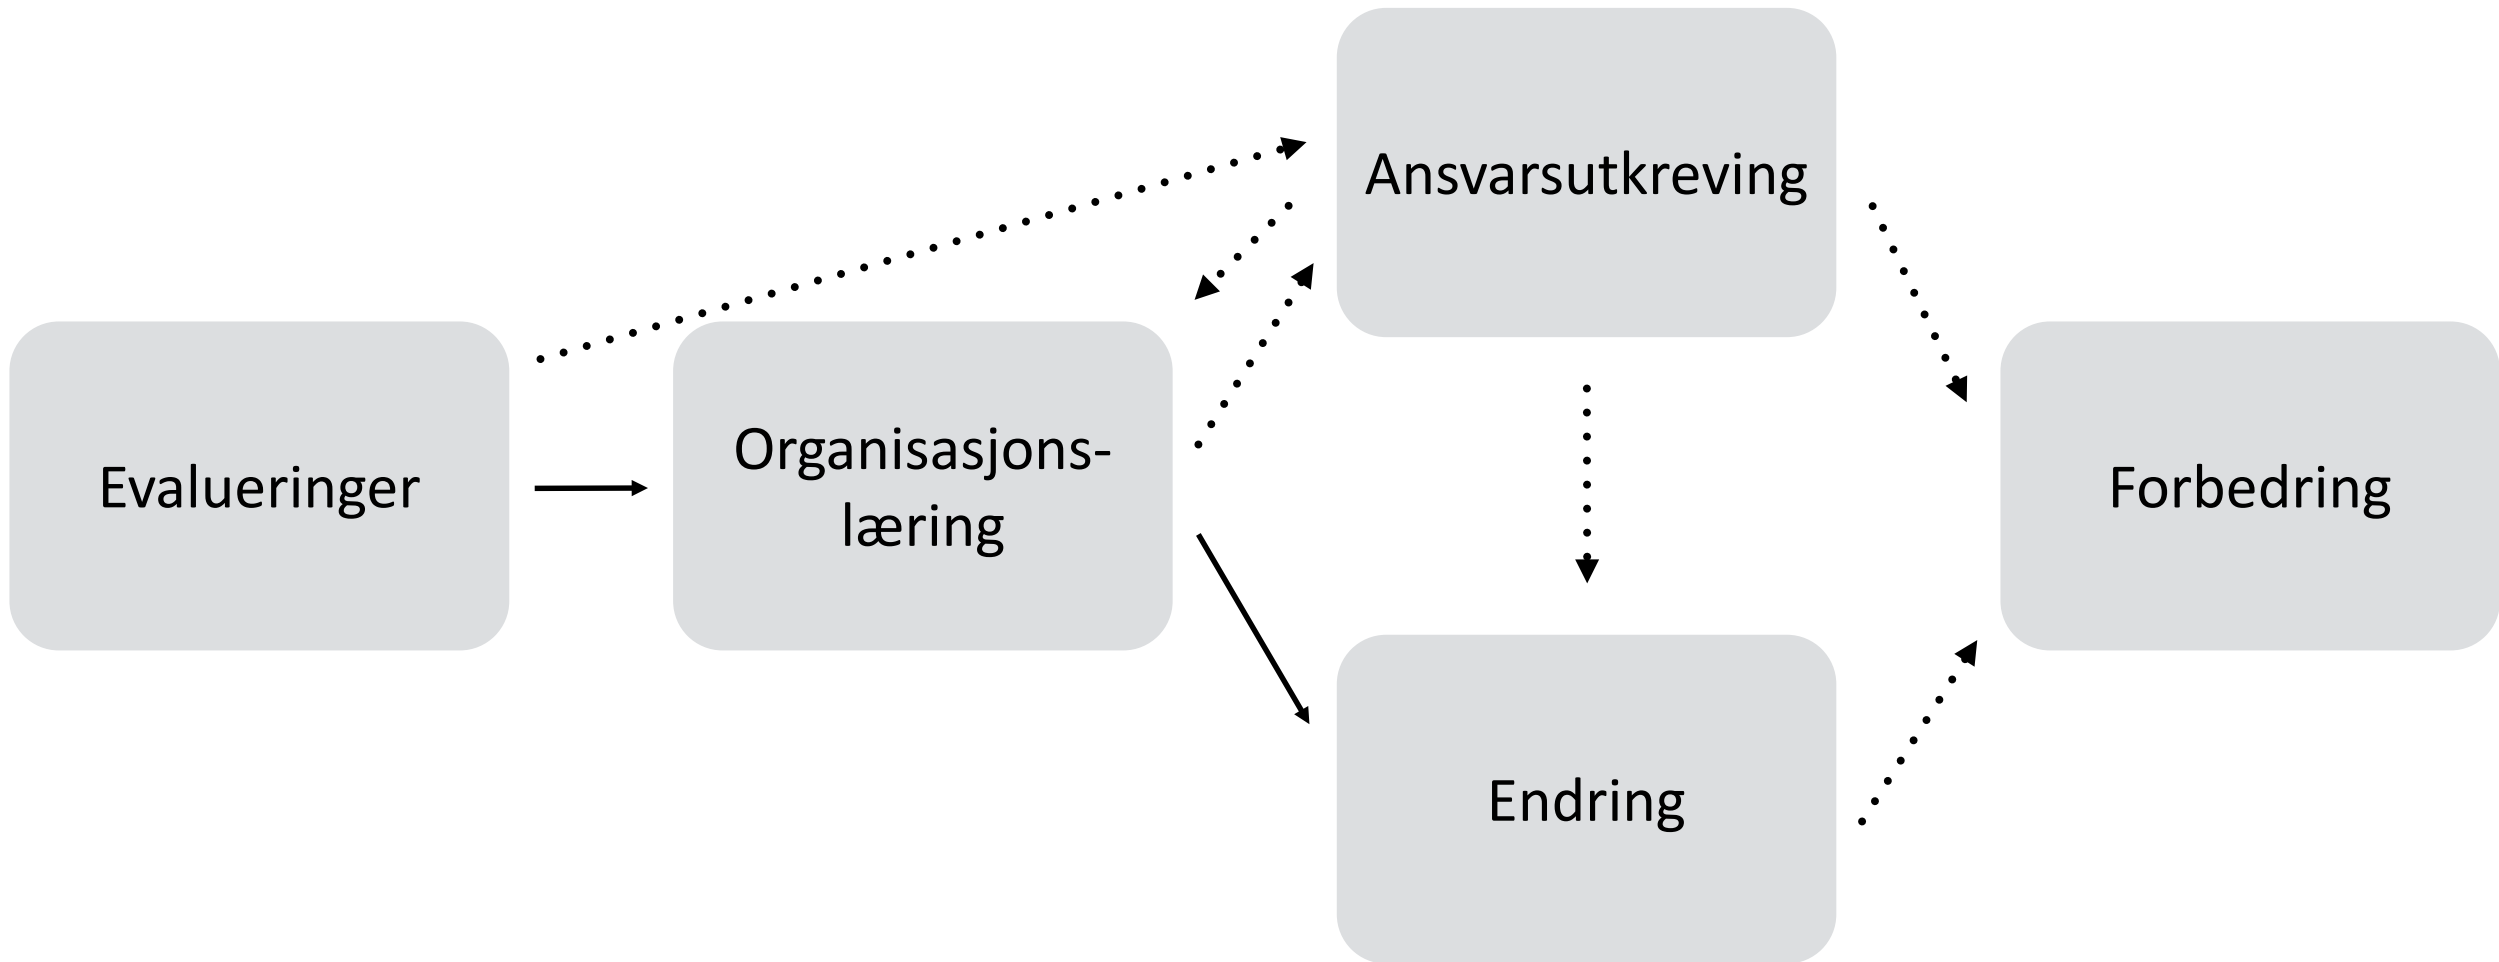 Evalueringer
Organisasjons-
læring
Ansvarsutkreving
Endring
Forbedring